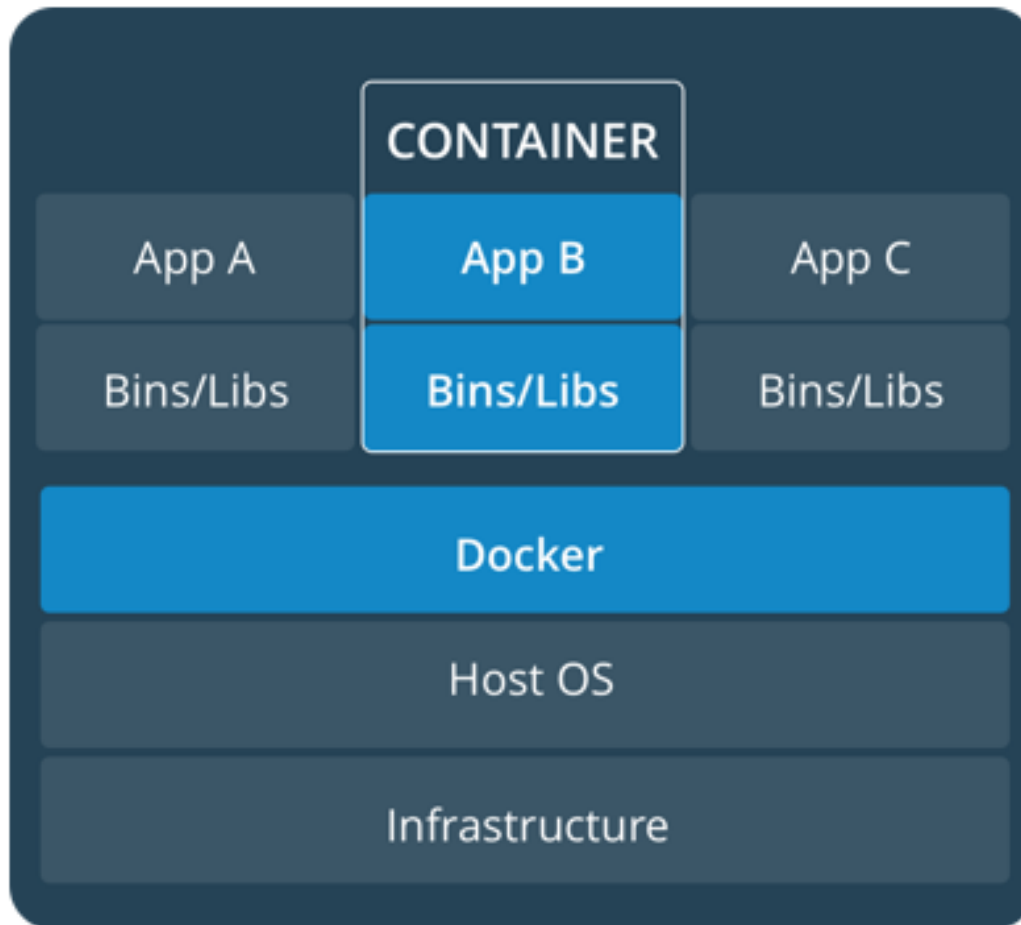 CONTAINER
App A
App B
App C
Bins/Libs
Bins/Libs
Bins/Libs
Docker
Host OS
Infrastructure